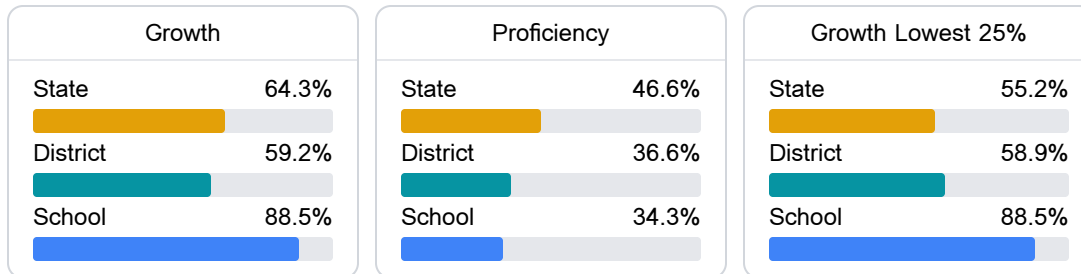 Growth
State 64.3%
District 59.2%
School 88.5%
Proficiency
State 46.6%
District 36.6%
School 34.3%
Growth Lowest 25%
State 55.2%
District 58.9%
School 88.5%